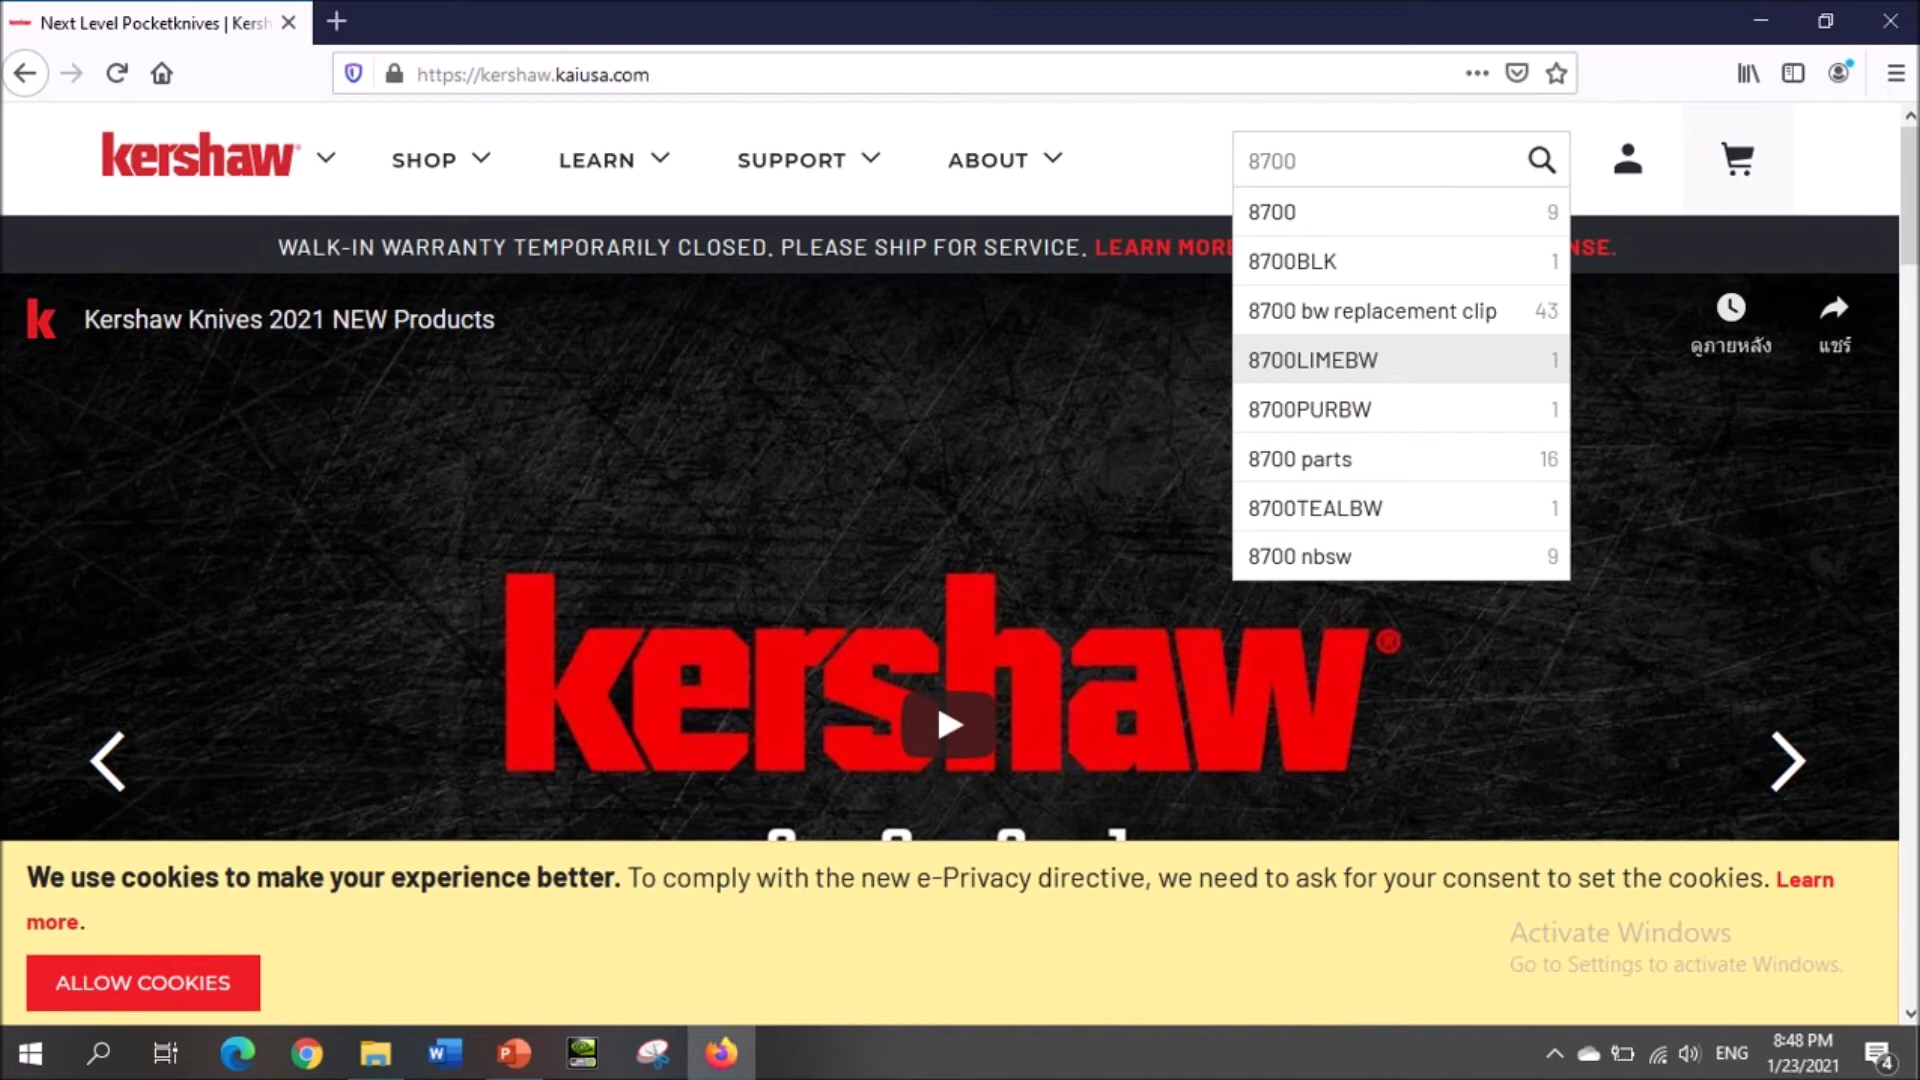 Next Level Pocketknives | Kersh
https://kershaw.kaiusa.com
kershaw
SHOP
LEARN
SUPPORT
ABOUT
8700
8700 9
8700BLK 1
8700 bw replacement clip 43
8700LIMEBW 1
8700PURBW 1
8700 parts 16
8700TEALBW 1
8700 nbsw 9
WALK-IN WARRANTY TEMPORARILY CLOSED. PLEASE SHIP FOR SERVICE. LEARN MORE NSE.
k
Kershaw Knives 2021 NEW Products
ดูภายหลัง
แชร์
kershaw®
We use cookies to make your experience better. To comply with the new e-Privacy directive, we need to ask for your consent to set the cookies. Learn
more.
ALLOW COOKIES
Activate Windows
Go to Settings to activate Windows.
ENG
8:48 PM
1/23/2021
4